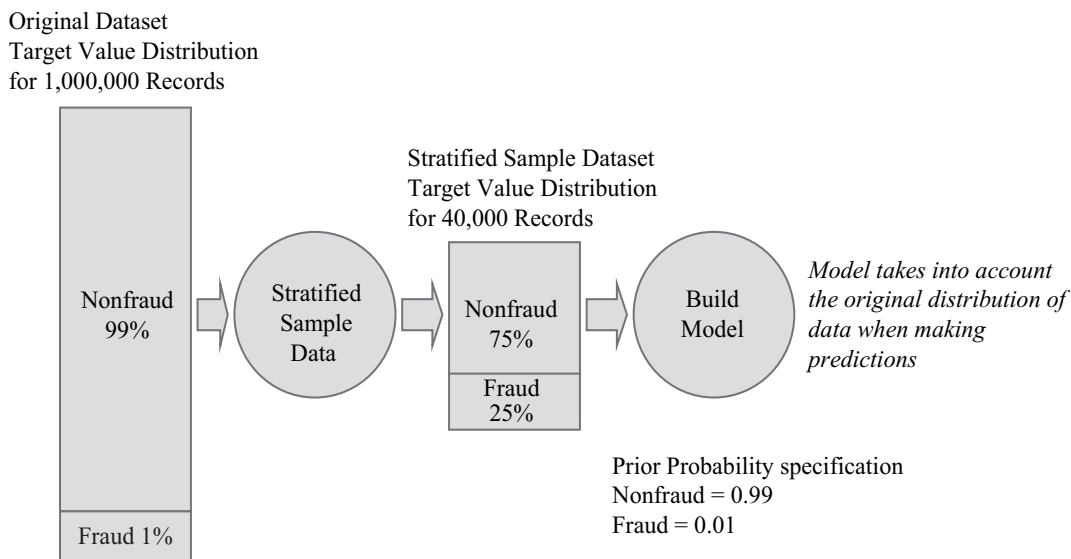 Original Dataset
Target Value Distribution
for 1,000,000 Records
Nonfraud
99%
Fraud 1%
Stratified
Sample
Data
Stratified Sample Dataset
Target Value Distribution
for 40,000 Records
Nonfraud
75%
Fraud
25%
Build
Model
Model takes into account
the original distribution of
data when making
predictions
Prior Probability specification
Nonfraud = 0.99
Fraud = 0.01